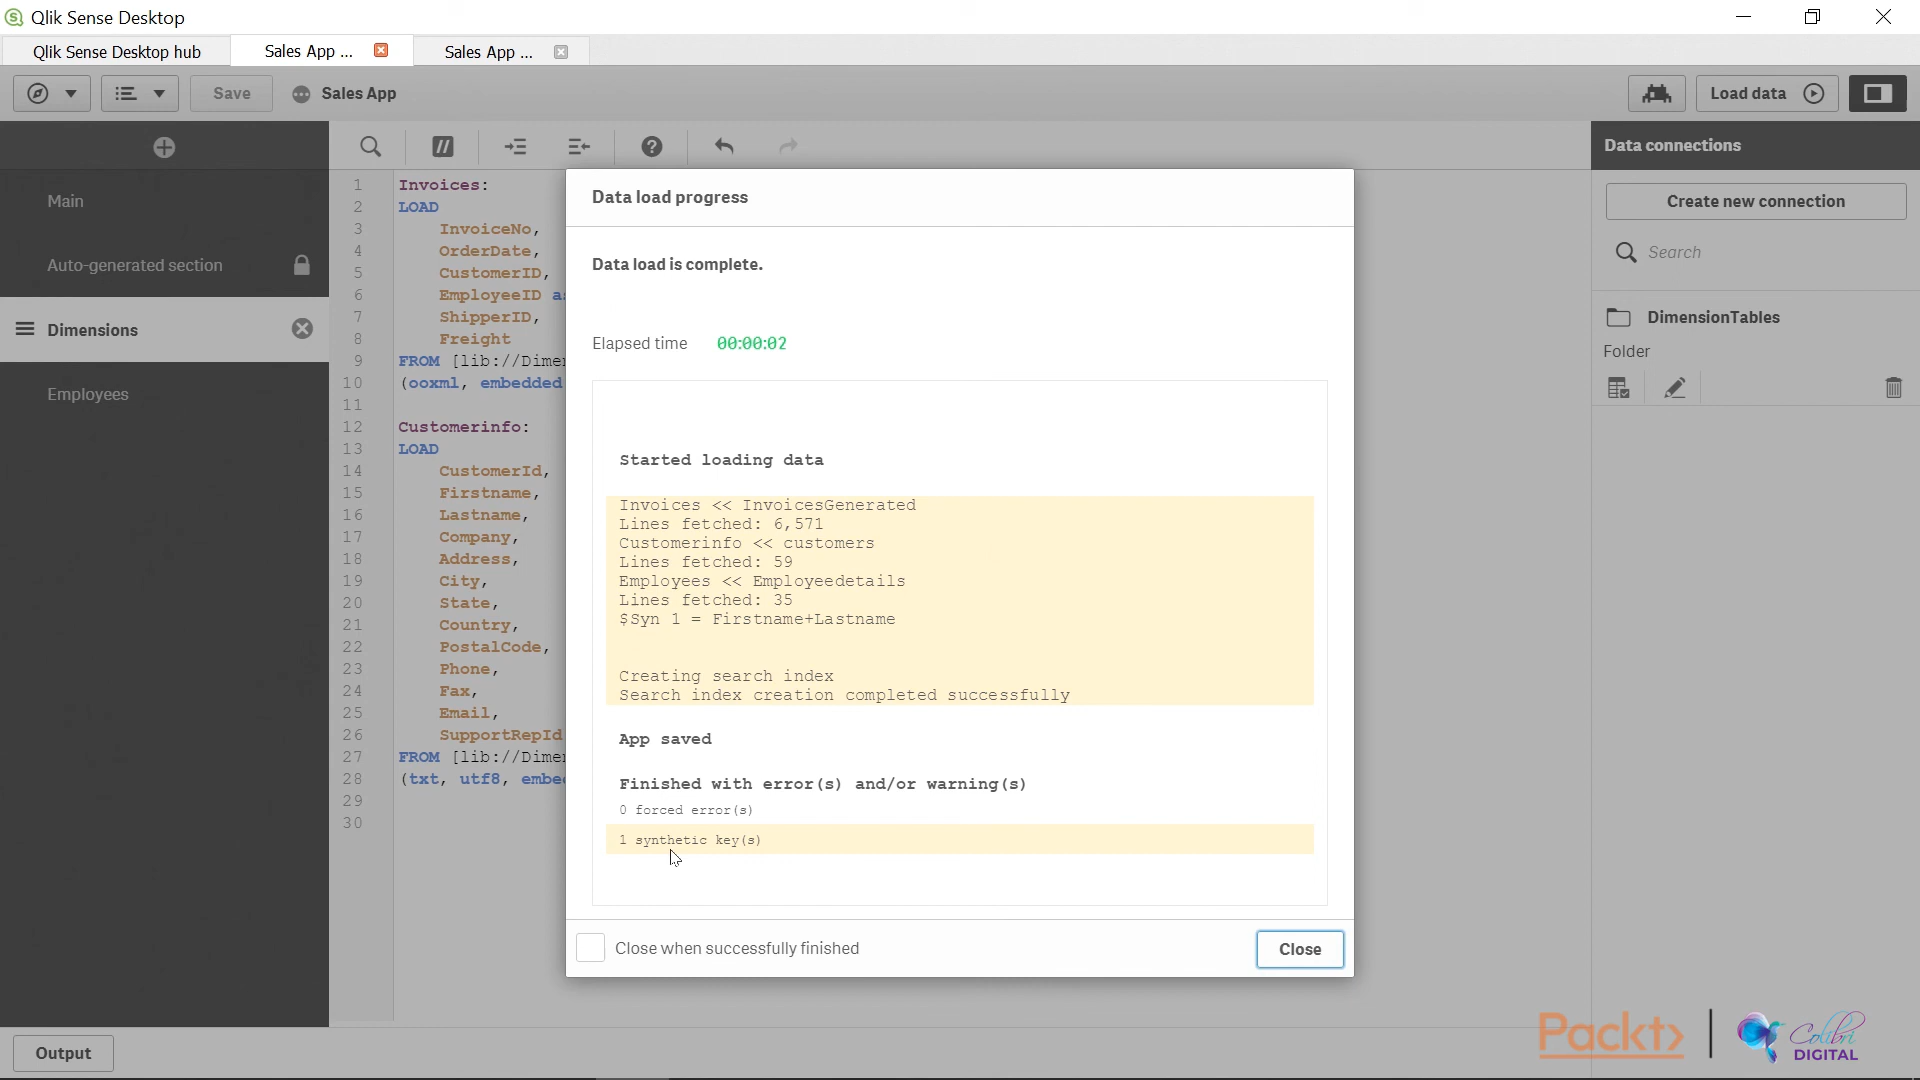 Qlik Sense Desktop
Qlik Sense Desktop hub
Sales App ...
Sales App ...
Save
Sales App
Load data
Main
Auto-generated section
Dimensions
Employees
1 Invoices:
2 LOAD
3 InvoiceNo,
4 OrderDate,
5 CustomerID,
6 EmployeeID
7 ShipperID,
8 Freight
9 FROM [lib://Dime
10 (ooxml, embedded
11
12 Customerinfo:
13 LOAD
14 CustomerId,
15 Firstname,
16 Lastname,
17 Company,
18 Address,
19 City,
20 State,
21 Country,
22 PostalCode,
23 Phone,
24 Fax,
25 Email,
26 SupportRepId
27 FROM [lib://Dime
28 (txt, utf8, embe
29
30
Data load progress
Data load is complete.
Elapsed time 00:00:02
Started loading data
Invoices << InvoicesGenerated
Lines fetched: 6,571
Customerinfo << customers
Lines fetched: 59
Employees << Employeedetails
Lines fetched: 35
$Syn 1 = Firstname+Lastname
Creating search index
Search index creation completed successfully
App saved
Finished with error(s) and/or warning(s)
0 forced error(s)
1 synthetic key(s)
Close when successfully finished
Close
Data connections
Create new connection
Search
DimensionTables
Folder
Output
Packt>
Colibri
DIGITAL